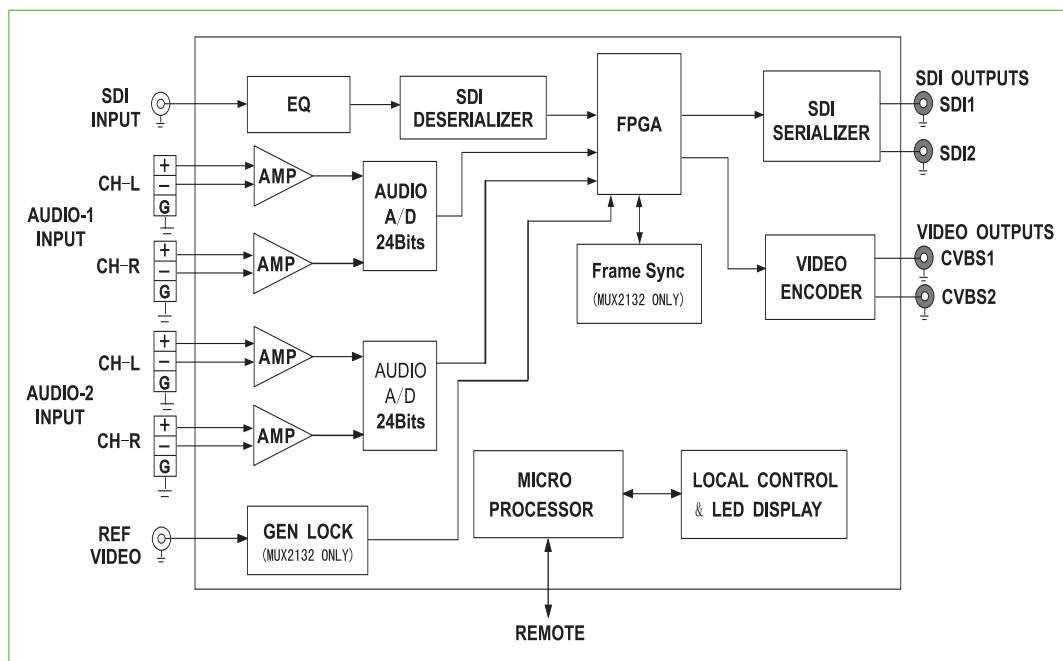 SDI
INPUT
EQ
SDI
DESERIALIZER
FPGA
SDI
SERIALIZER
SDI OUTPUTS
SDI1
SDI2
AUDIO-1
INPUT
CH-L
+
−
G
AMP
CH-R
+
−
G
AMP
AUDIO
A/D
24Bits
Frame Sync
(MUX2132 ONLY)
VIDEO
ENCODER
VIDEO OUTPUTS
CVBS1
CVBS2
AUDIO-2
INPUT
CH-L
+
−
G
AMP
CH-R
+
−
G
AMP
AUDIO
A/D
24Bits
MICRO
PROCESSOR
LOCAL CONTROL
& LED DISPLAY
REF
VIDEO
GEN LOCK
(MUX2132 ONLY)
REMOTE